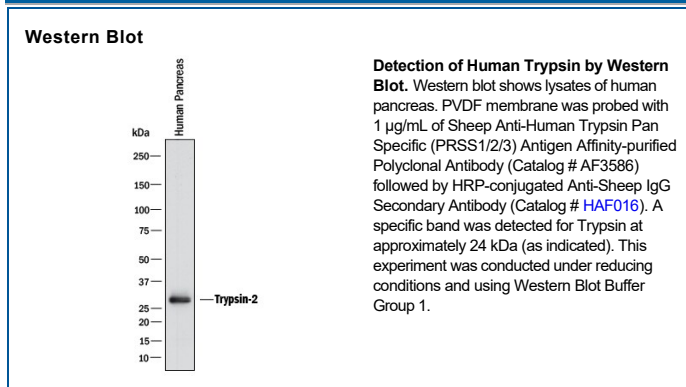 Western Blot
Human Pancreas
kDa
250
150
100
75
50
37
25
20
15
10
Trypsin-2
Detection of Human Trypsin by Western
Blot. Western blot shows lysates of human
pancreas. PVDF membrane was probed with
1 µg/mL of Sheep Anti-Human Trypsin Pan
Specific (PRSS1/2/3) Antigen Affinity-purified
Polyclonal Antibody (Catalog # AF3586)
followed by HRP-conjugated Anti-Sheep IgG
Secondary Antibody (Catalog # HAF016). A
specific band was detected for Trypsin at
approximately 24 kDa (as indicated). This
experiment was conducted under reducing
conditions and using Western Blot Buffer
Group 1.